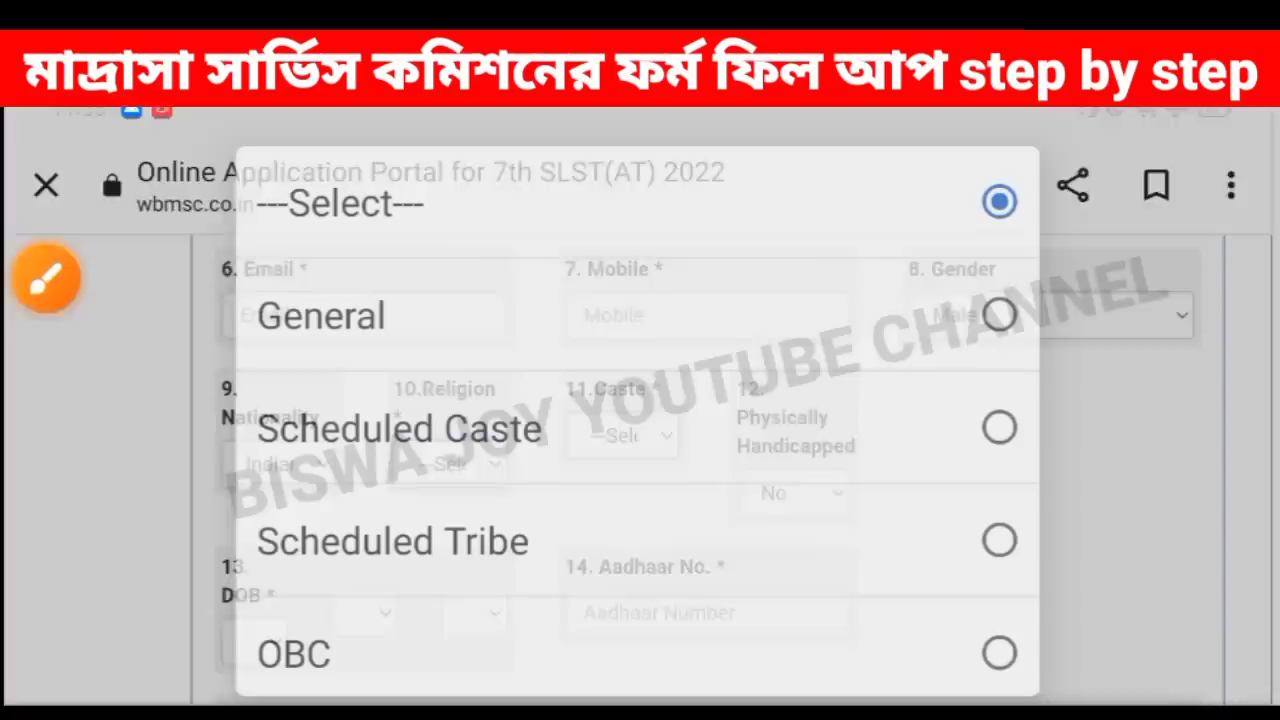 মাদ্রাসা সার্ভিস কমিশনের ফর্ম ফিল আপ step by step
Online Application Portal for 7th SLST(AT) 2022
wbmsc.co.in
---Select---
6. Email *
7. Mobile *
8. Gender
General
Mobile
Male
9.
Nationality
10.Religion
*
11.Caste
12.
Physically
Handicapped
Scheduled Caste
Indian
No
BISWA JOY YOUTUBE CHANNEL
Scheduled Tribe
13.
DOB *
14. Aadhaar No. *
Aadhaar Number
OBC